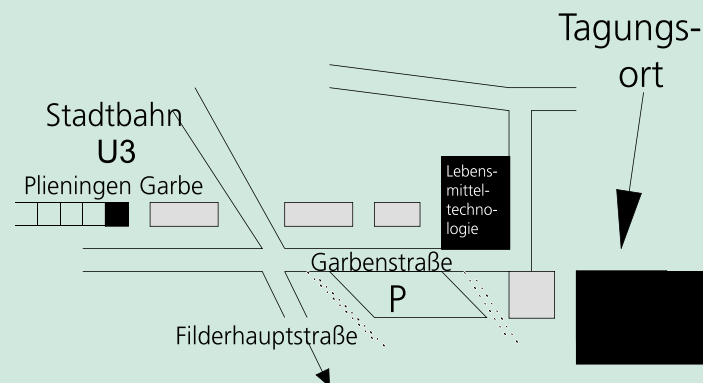 Tagungs-
ort
Stadtbahn
U3
Plieningen Garbe
Lebens-
mittel-
techno-
logie
Garbenstraße
P
Filderhauptstraße